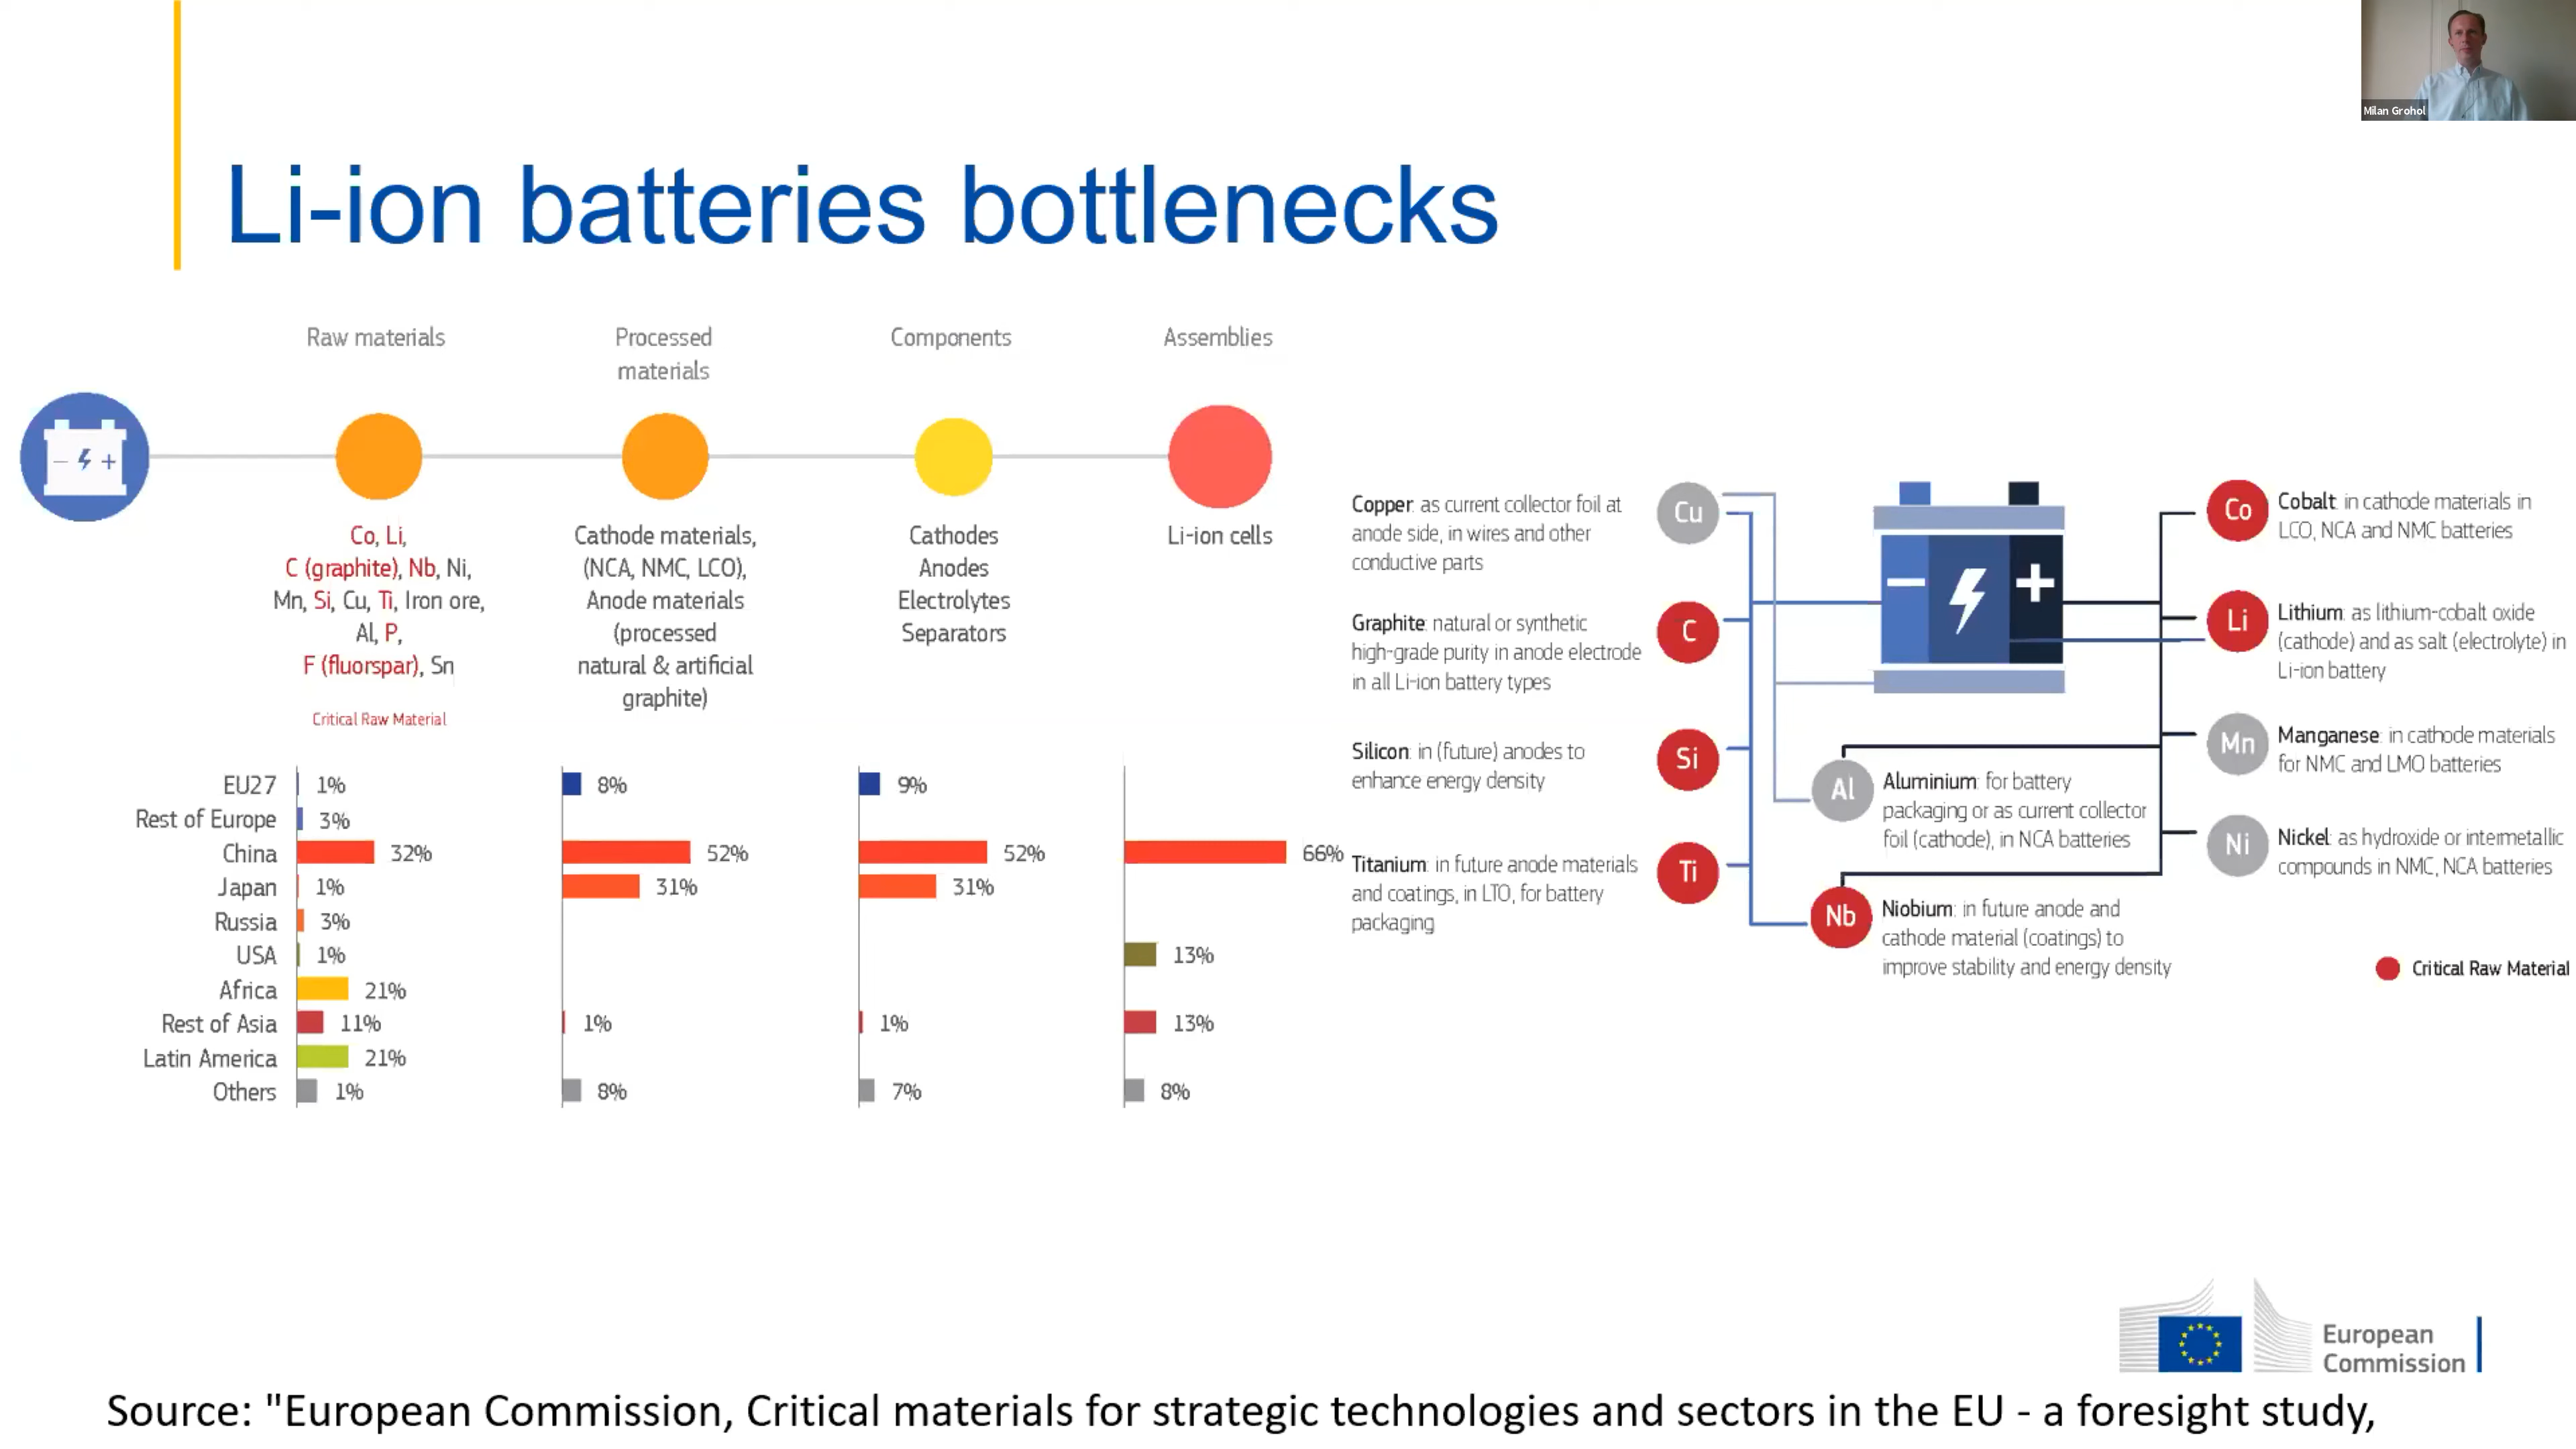 Milan Grohol
Li-ion batteries bottlenecks
Raw materials
Processed
materials
Components
Assemblies
Co, Li,
C (graphite), Nb, Ni,
Mn, Si, Cu, Ti, Iron ore,
Al, P,
F (fluorspar), Sn
Critical Raw Material
Cathode materials,
(NCA, NMC, LCO),
Anode materials
(processed
natural & artificial
graphite)
Cathodes
Anodes
Electrolytes
Separators
Li-ion cells
EU27 1% 8% 9%
Rest of Europe 3%
China 32% 52% 52% 66%
Japan 1% 31% 31%
Russia 3%
USA 1% 13%
Africa 21%
Rest of Asia 11% 1% 1% 13%
Latin America 21%
Others 1% 8% 7% 8%
Copper: as current collector foil at
anode side, in wires and other
conductive parts
Cu
Graphite: natural or synthetic
high-grade purity in anode electrode
in all Li-ion battery types
C
Silicon: in (future) anodes to
enhance energy density
Si
Titanium: in future anode materials
and coatings, in LTO, for battery
packaging
Ti
Al
Aluminium: for battery
packaging or as current collector
foil (cathode), in NCA batteries
Nb
Niobium: in future anode and
cathode material (coatings) to
improve stability and energy density
Co
Cobalt: in cathode materials in
LCO, NCA and NMC batteries
Li
Lithium: as lithium-cobalt oxide
(cathode) and as salt (electrolyte) in
Li-ion battery
Mn
Manganese: in cathode materials
for NMC and LMO batteries
Ni
Nickel: as hydroxide or intermetallic
compounds in NMC, NCA batteries
Critical Raw Material
European
Commission
Source: "European Commission, Critical materials for strategic technologies and sectors in the EU - a foresight study,